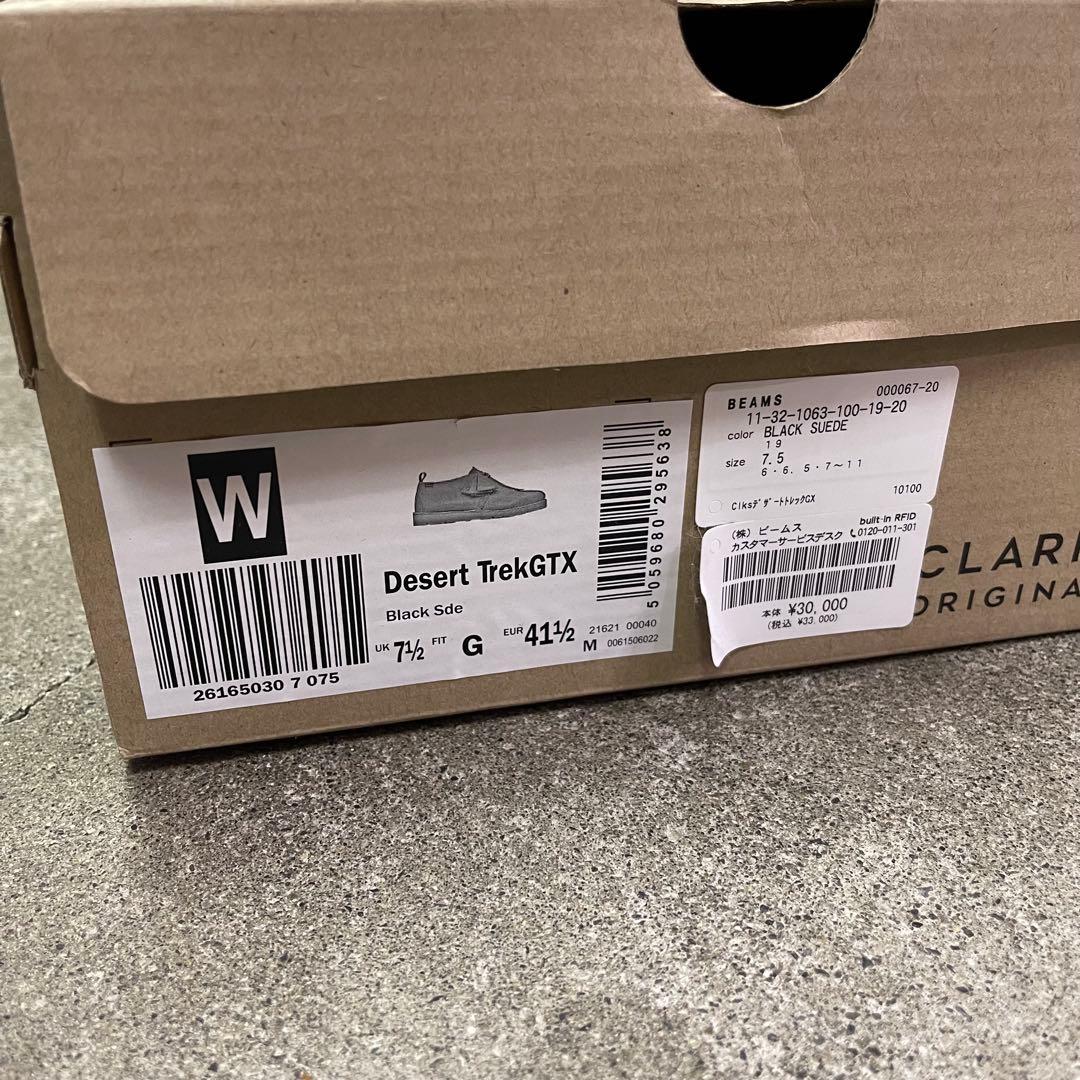 W
Desert TrekGTX
Black Sde
UK 7½ FIT G EUR 41½
26165030 7 075
5 059680 295638
21621 00040
M 0061506022
BEAMS 000067-20
11-32-1063-100-19-20
color BLACK SUEDE
19
size 7.5
6・6.5・7～11
ClksﾃﾞｻﾞｰﾄﾄﾚｯｸGX 10100
built-in RFID
(株) ビームス
カスタマーサービスデスク 0120-011-301
本体 ¥30,000
(税込 ¥33,000)
CLARK
ORIGINA